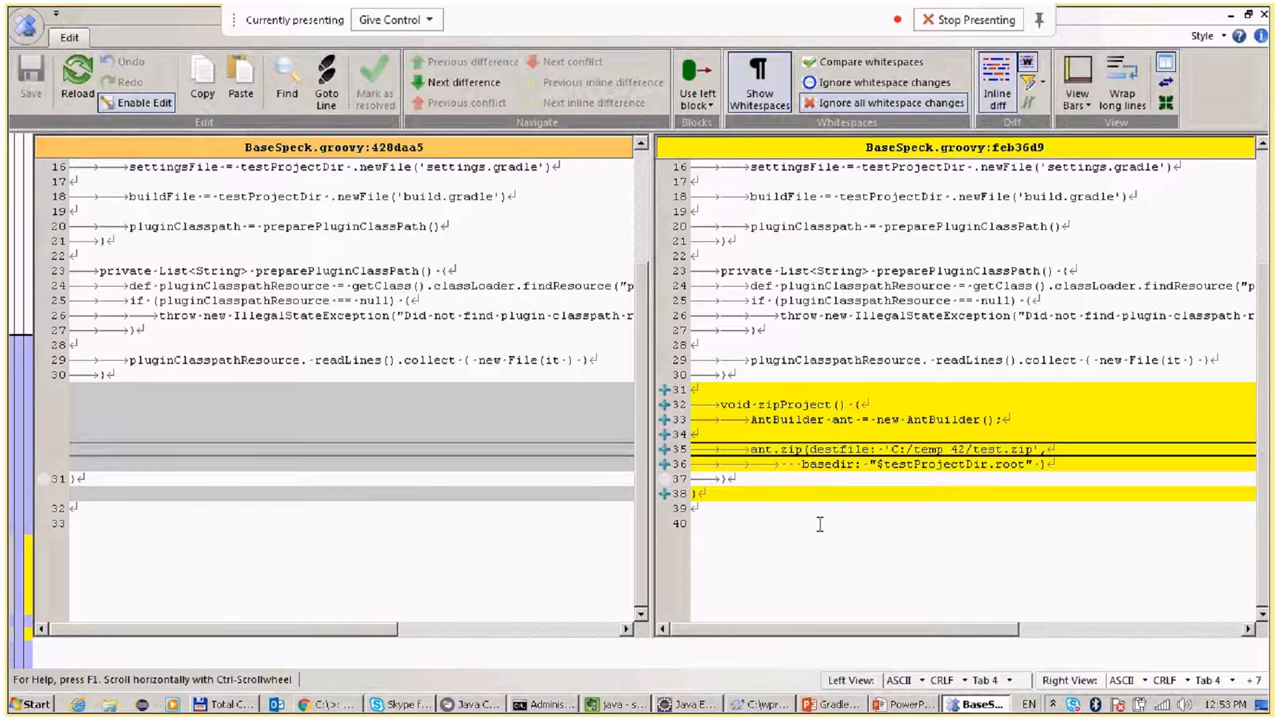 Currently presenting
Give Control
Stop Presenting
Edit
Style
Save
Reload
Undo
Redo
Enable Edit
Copy
Paste
Find
Goto Line
Mark as resolved
Edit
Previous difference
Next difference
Previous conflict
Next conflict
Previous inline difference
Next inline difference
Navigate
Use left block
Blocks
Show Whitespaces
Compare whitespaces
Ignore whitespace changes
Ignore all whitespace changes
Whitespaces
Inline diff
Diff
View Bars
Wrap long lines
View
BaseSpeck.groovy:428daa5
16 settingsFile = testProjectDir.newFile('settings.gradle')
17
18 buildFile = testProjectDir.newFile('build.gradle')
19
20 pluginClasspath = preparePluginClassPath()
21 }
22
23 private List<String> preparePluginClassPath() {
24 def pluginClasspathResource = getClass().classLoader.findResource("p
25 if (pluginClasspathResource == null) {
26 throw new IllegalStateException("Did not find plugin classpath r
27 }
28
29 pluginClasspathResource.readLines().collect { new File(it) }
30 }
31 }
32
33
BaseSpeck.groovy:feb36d9
16 settingsFile = testProjectDir.newFile('settings.gradle')
17
18 buildFile = testProjectDir.newFile('build.gradle')
19
20 pluginClasspath = preparePluginClassPath()
21 }
22
23 private List<String> preparePluginClassPath() {
24 def pluginClasspathResource = getClass().classLoader.findResource("p
25 if (pluginClasspathResource == null) {
26 throw new IllegalStateException("Did not find plugin classpath r
27 }
28
29 pluginClasspathResource.readLines().collect { new File(it) }
30 }
31
32 void zipProject() {
33 AntBuilder ant = new AntBuilder();
34
35 ant.zip(destfile: 'C:/temp_42/test.zip',
36 basedir: "$testProjectDir.root")
37 }
38 }
39
40
For Help, press F1. Scroll horizontally with Ctrl-Scrollwheel
Left View: ASCII CRLF Tab 4
Right View: ASCII CRLF Tab 4 + 7
Start
Total C...
C:\>:...
Adminis...
Skype f...
Java C...
java - s...
Java E...
C:\wpr...
Gradle...
PowerP...
BaseS...
EN
12:53 PM